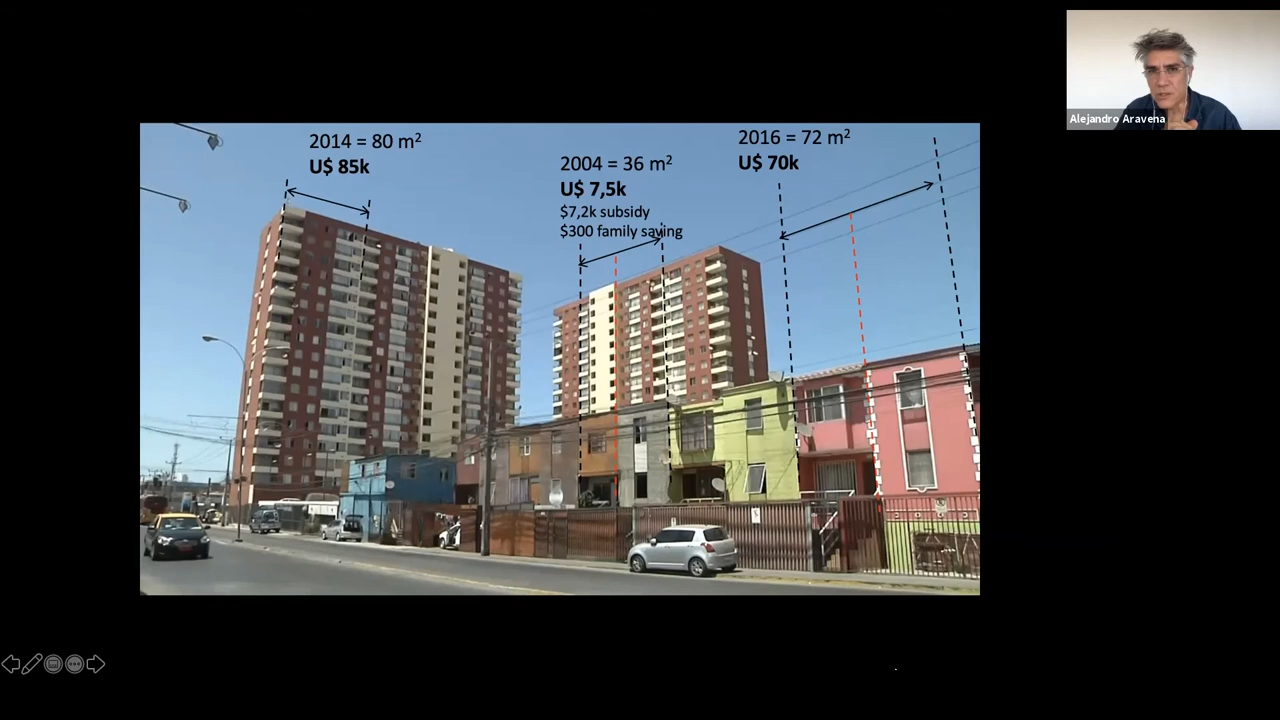 2014 = 80 m²
U$ 85k
2004 = 36 m²
U$ 7,5k
$7,2k subsidy
$300 family saving
2016 = 72 m²
U$ 70k
Alejandro Aravena